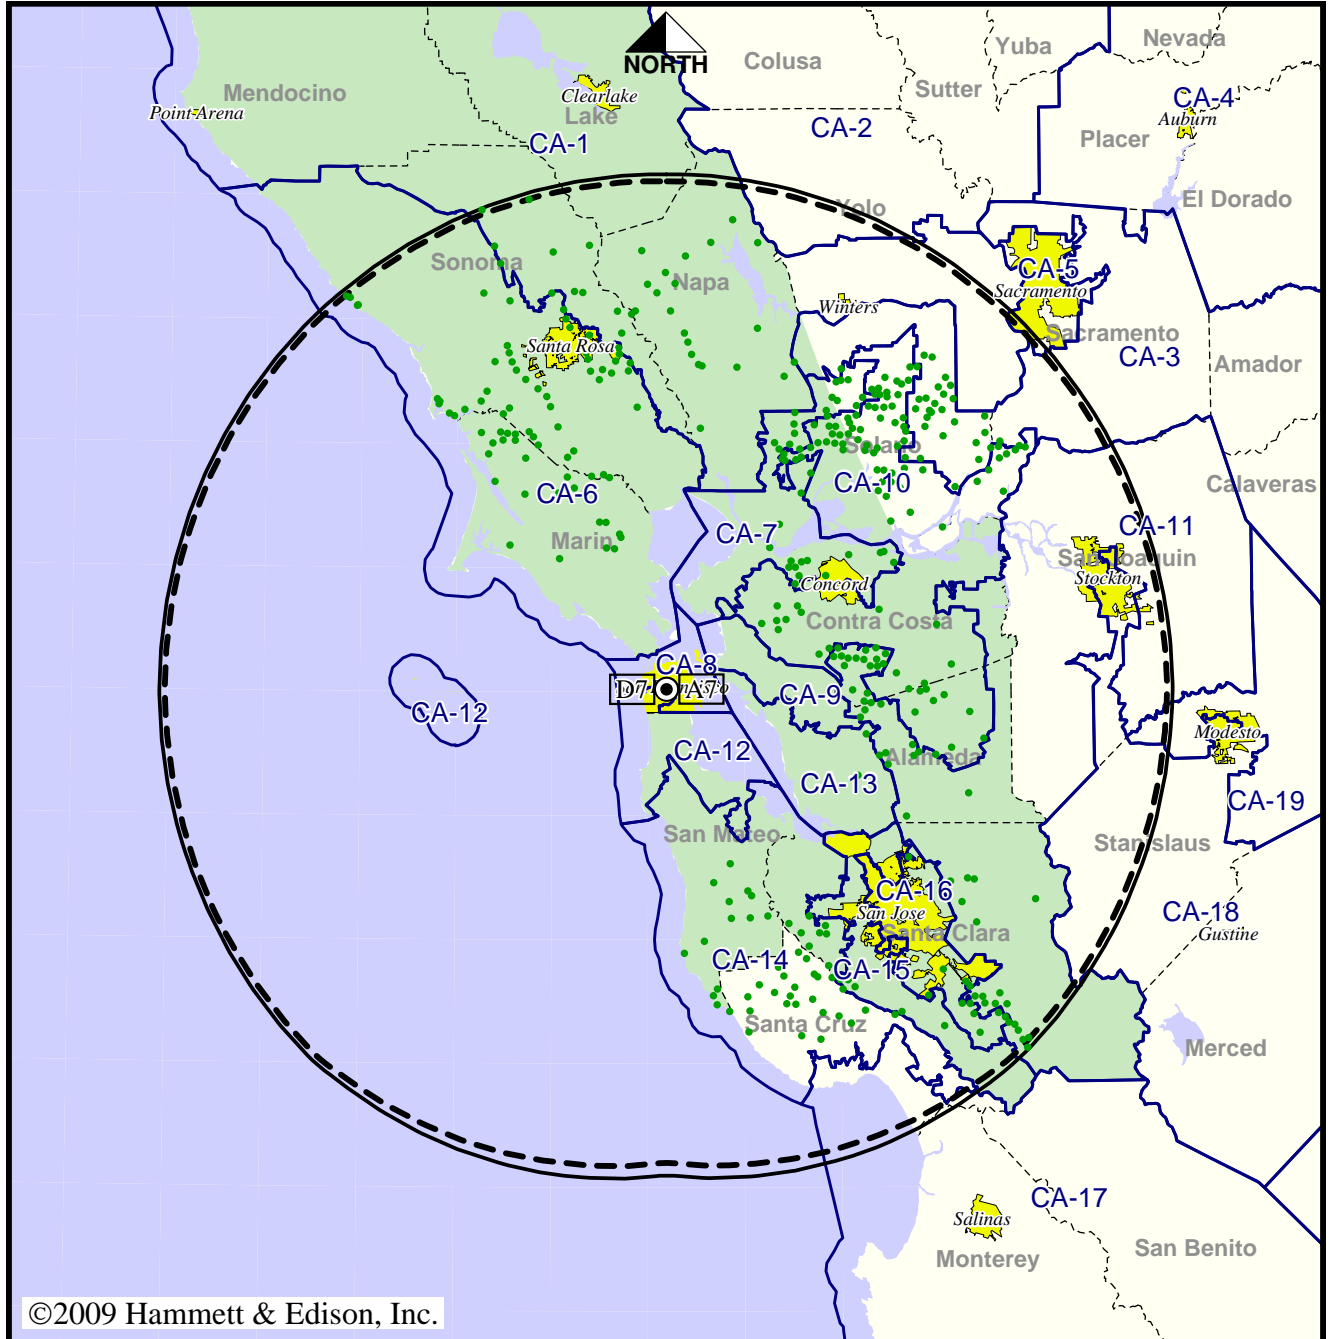 NORTH
Colusa
Yuba
Nevada
Sutter
Mendocino
Point Arena
Clearlake
Lake
CA-4
Auburn
CA-1
CA-2
Placer
El Dorado
Yolo
Sonoma
Napa
CA-5
Sacramento
Winters
Sacramento
CA-3
Santa Rosa
Amador
Solano
CA-10
Calaveras
CA-6
CA-7
CA-11
Marin
San Joaquin
Stockton
Concord
Contra Costa
CA-8
D7
A7
CA-9
CA-12
CA-12
Modesto
Alameda
CA-13
CA-19
San Mateo
Stanislaus
CA-16
San Jose
Santa Clara
CA-18
Gustine
CA-14
CA-15
Santa Cruz
Merced
CA-17
Salinas
Monterey
San Benito
©2009 Hammett & Edison, Inc.